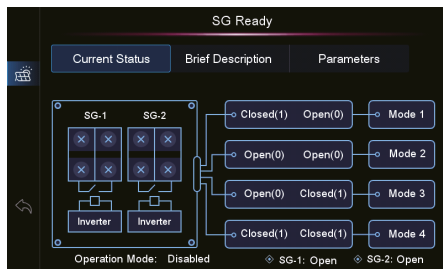 SG Ready
Current Status Brief Description Parameters
SG-1 SG-2
Closed(1) Open(0) Mode 1
Open(0) Open(0) Mode 2
Open(0) Closed(1) Mode 3
Inverter Inverter
Closed(1) Closed(1) Mode 4
Operation Mode: Disabled SG-1: Open SG-2: Open